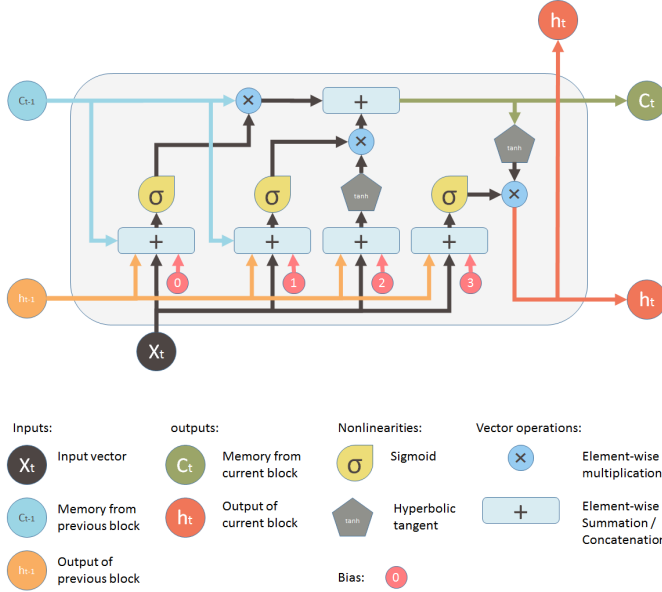 ht
Ct-1
×
+
Ct
tanh
×
×
σ
σ
tanh
σ
+
+
+
+
0
1
2
3
ht-1
ht
Xt
Inputs:
outputs:
Nonlinearities:
Vector operations:
Xt
Input vector
Ct
Memory from
current block
σ
Sigmoid
×
Element-wise
multiplication
Ct-1
Memory from
previous block
ht
Output of
current block
tanh
Hyperbolic
tangent
+
Element-wise
Summation /
Concatenation
ht-1
Output of
previous block
Bias:
0